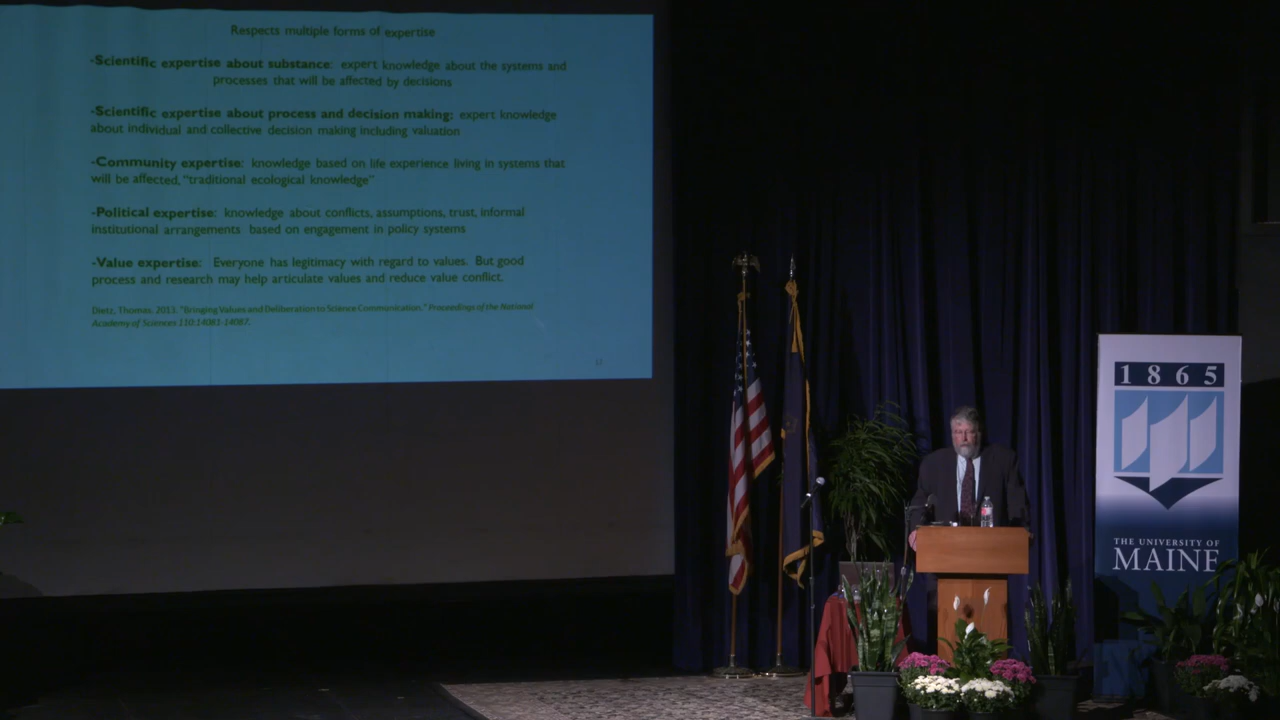 Respects multiple forms of expertise
-Scientific expertise about substance: expert knowledge about the systems and
processes that will be affected by decisions
-Scientific expertise about process and decision making: expert knowledge
about individual and collective decision making including valuation
-Community expertise: knowledge based on life experience living in systems that
will be affected, “traditional ecological knowledge”
-Political expertise: knowledge about conflicts, assumptions, trust, informal
institutional arrangements based on engagement in policy systems
-Value expertise: Everyone has legitimacy with regard to values. But good
process and research may help articulate values and reduce value conflict.
Dietz, Thomas. 2013. "Bringing Values and Deliberation to Science Communication." Proceedings of the National
Academy of Sciences 110:14081-14087.
1865
THE UNIVERSITY OF
MAINE